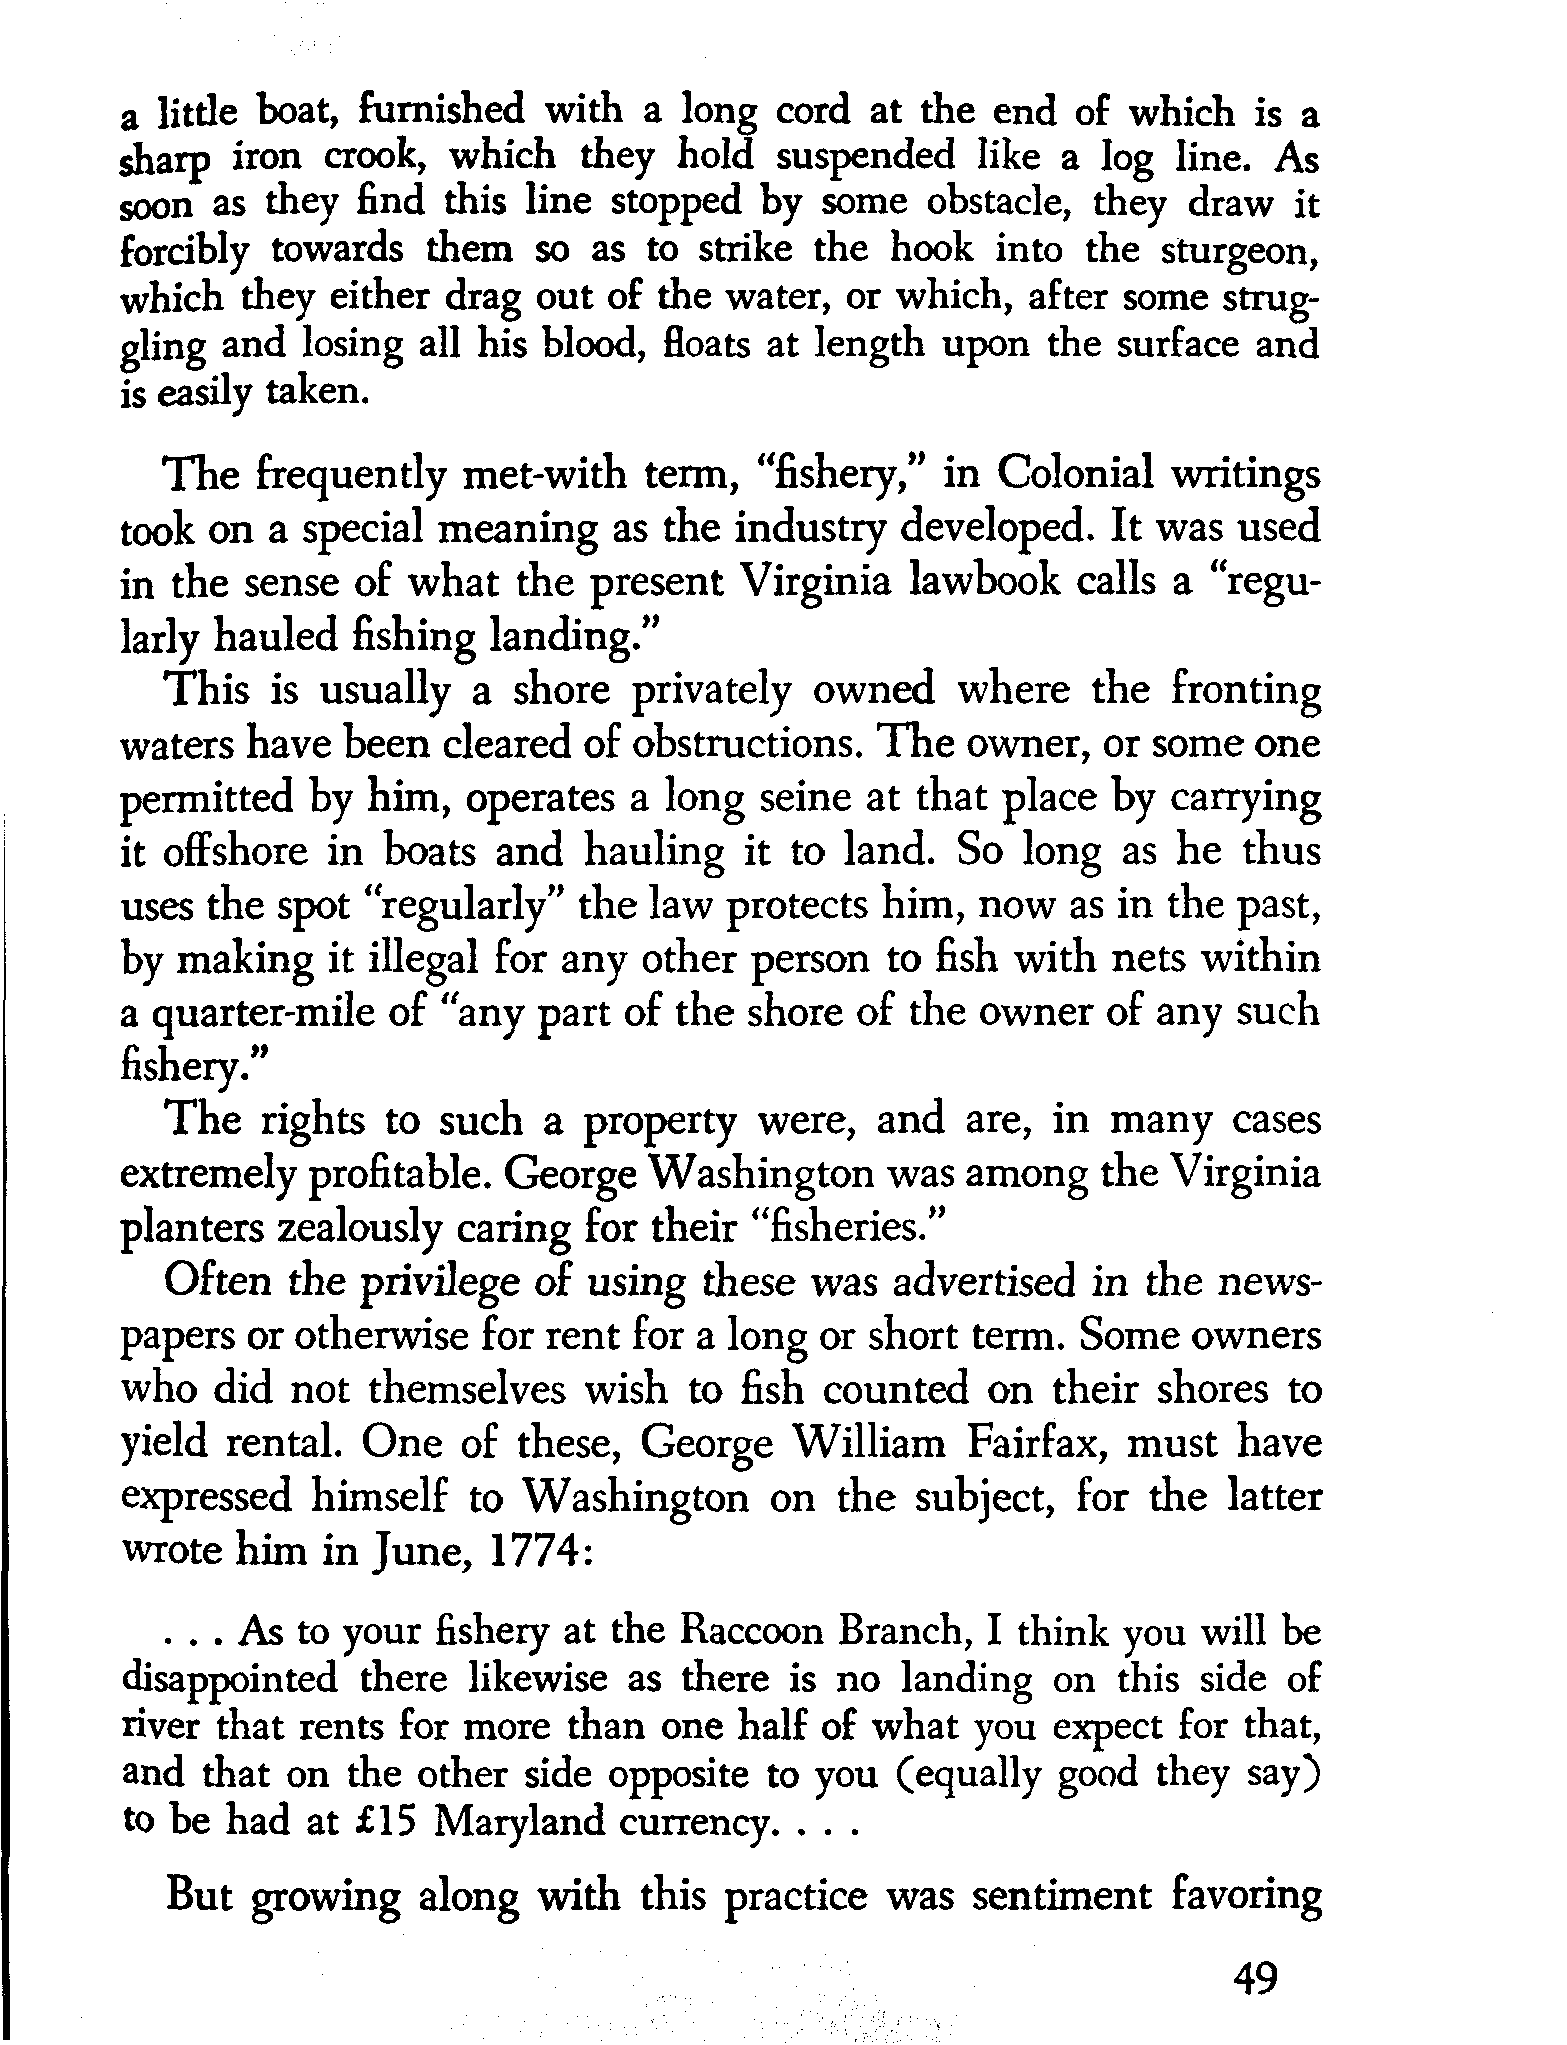 a little boat, furnished with a long cord at the end of which is a
sharp iron crook, which they hold suspended like a log line. As
soon as they find this line stopped by some obstacle, they draw it
forcibly towards them so as to strike the hook into the sturgeon,
which they either drag out of the water, or which, after some strug-
gling and losing all his blood, floats at length upon the surface and
is easily taken.
The frequently met-with term, “fishery,” in Colonial writings
took on a special meaning as the industry developed. It was used
in the sense of what the present Virginia lawbook calls a “regu-
larly hauled fishing landing.”
This is usually a shore privately owned where the fronting
waters have been cleared of obstructions. The owner, or some one
permitted by him, operates a long seine at that place by carrying
it offshore in boats and hauling it to land. So long as he thus
uses the spot “regularly” the law protects him, now as in the past,
by making it illegal for any other person to fish with nets within
a quarter-mile of “any part of the shore of the owner of any such
fishery.”
The rights to such a property were, and are, in many cases
extremely profitable. George Washington was among the Virginia
planters zealously caring for their “fisheries.”
Often the privilege of using these was advertised in the news-
papers or otherwise for rent for a long or short term. Some owners
who did not themselves wish to fish counted on their shores to
yield rental. One of these, George William Fairfax, must have
expressed himself to Washington on the subject, for the latter
wrote him in June, 1774:
. . . As to your fishery at the Raccoon Branch, I think you will be
disappointed there likewise as there is no landing on this side of
river that rents for more than one half of what you expect for that,
and that on the other side opposite to you (equally good they say)
to be had at £15 Maryland currency. . . .
But growing along with this practice was sentiment favoring
49